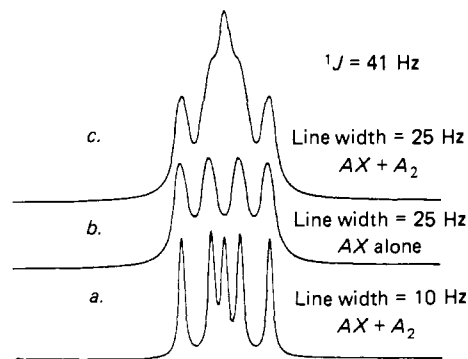 ¹J = 41 Hz
c.
Line width = 25 Hz
AX + A₂
b.
Line width = 25 Hz
AX alone
a.
Line width = 10 Hz
AX + A₂